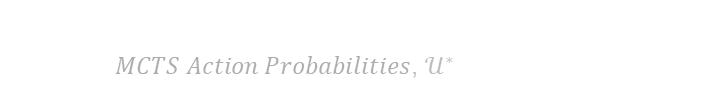 MCTS Action Probabilities, 𝒰*